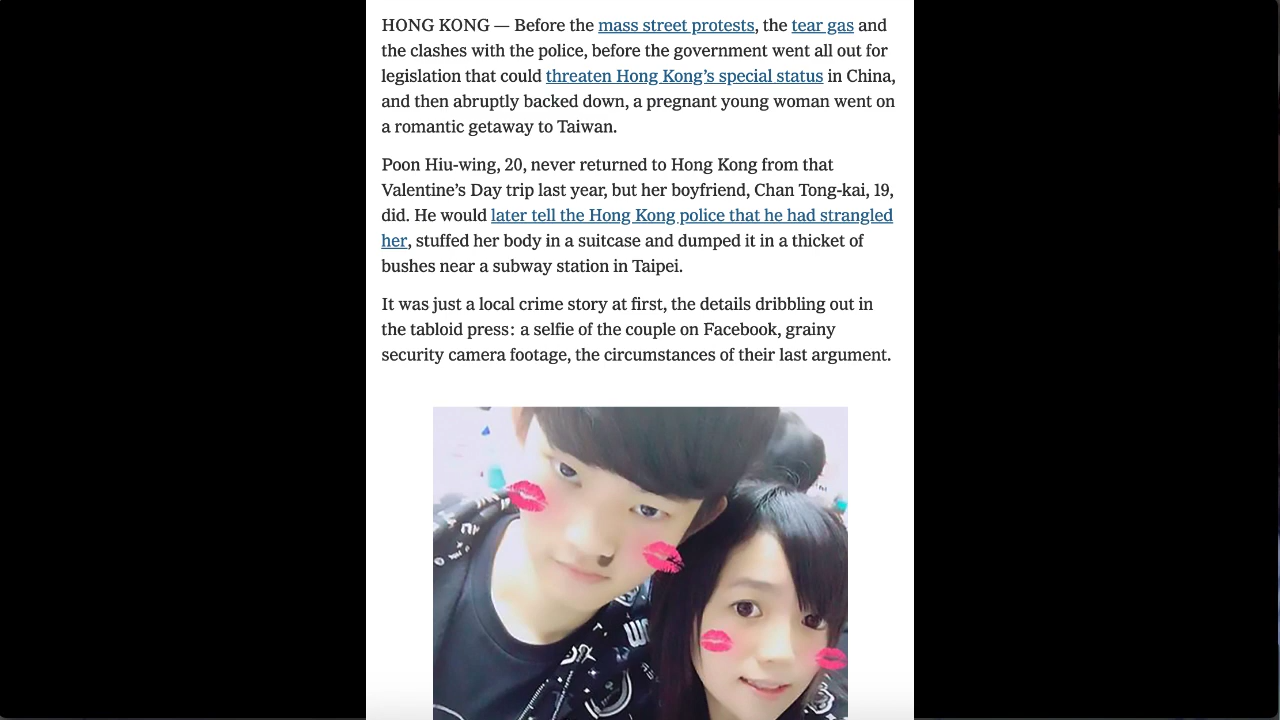 HONG KONG — Before the mass street protests, the tear gas and
the clashes with the police, before the government went all out for
legislation that could threaten Hong Kong’s special status in China,
and then abruptly backed down, a pregnant young woman went on
a romantic getaway to Taiwan.
Poon Hiu-wing, 20, never returned to Hong Kong from that
Valentine’s Day trip last year, but her boyfriend, Chan Tong-kai, 19,
did. He would later tell the Hong Kong police that he had strangled
her, stuffed her body in a suitcase and dumped it in a thicket of
bushes near a subway station in Taipei.
It was just a local crime story at first, the details dribbling out in
the tabloid press: a selfie of the couple on Facebook, grainy
security camera footage, the circumstances of their last argument.